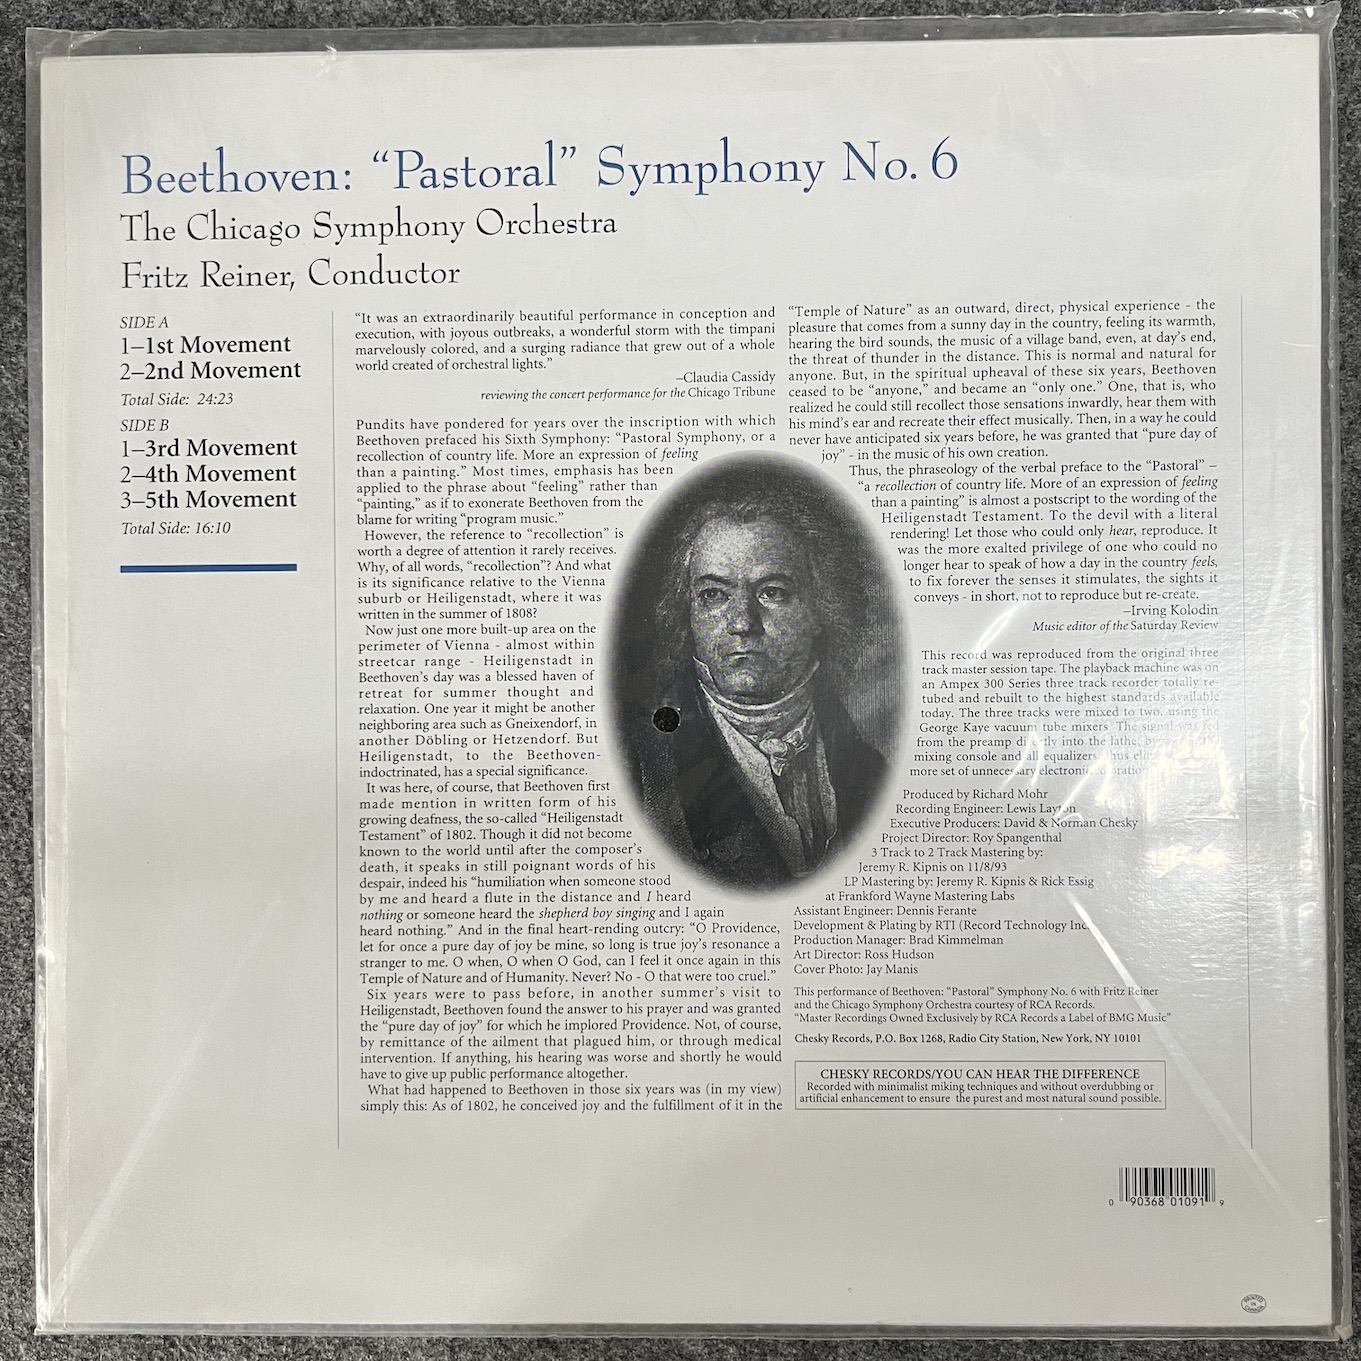 Beethoven: “Pastoral” Symphony No. 6
The Chicago Symphony Orchestra
Fritz Reiner, Conductor
SIDE A
1–1st Movement
2–2nd Movement
Total Side: 24:23
SIDE B
1–3rd Movement
2–4th Movement
3–5th Movement
Total Side: 16:10
“It was an extraordinarily beautiful performance in conception and
execution, with joyous outbreaks, a wonderful storm with the timpani
marvelously colored, and a surging radiance that grew out of a whole
world created of orchestral lights.”
–Claudia Cassidy
reviewing the concert performance for the Chicago Tribune
Pundits have pondered for years over the inscription with which
Beethoven prefaced his Sixth Symphony: “Pastoral Symphony, or a
recollection of country life. More an expression of feeling
than a painting.” Most times, emphasis has been
applied to the phrase about “feeling” rather than
“painting,” as if to exonerate Beethoven from the
blame for writing “program music.”
However, the reference to “recollection” is
worth a degree of attention it rarely receives.
Why, of all words, “recollection”? And what
is its significance relative to the Vienna
suburb or Heiligenstadt, where it was
written in the summer of 1808?
Now just one more built-up area on the
perimeter of Vienna - almost within
streetcar range - Heiligenstadt in
Beethoven’s day was a blessed haven of
retreat for summer thought and
relaxation. One year it might be another
neighboring area such as Gneixendorf, in
another Döbling or Hetzendorf. But
Heiligenstadt, to the Beethoven-
indoctrinated, has a special significance.
It was here, of course, that Beethoven first
made mention in written form of his
growing deafness, the so-called “Heiligenstadt
Testament” of 1802. Though it did not become
known to the world until after the composer’s
death, it speaks in still poignant words of his
despair, indeed his “humiliation when someone stood
by me and heard a flute in the distance and I heard
nothing or someone heard the shepherd boy singing and I again
heard nothing.” And in the final heart-rending outcry: “O Providence,
let for once a pure day of joy be mine, so long is true joy’s resonance a
stranger to me. O when, O when O God, can I feel it once again in this
Temple of Nature and of Humanity. Never? No - O that were too cruel.”
Six years were to pass before, in another summer’s visit to
Heiligenstadt, Beethoven found the answer to his prayer and was granted
the “pure day of joy” for which he implored Providence. Not, of course,
by remittance of the ailment that plagued him, or through medical
intervention. If anything, his hearing was worse and shortly he would
have to give up public performance altogether.
What had happened to Beethoven in those six years was (in my view)
simply this: As of 1802, he conceived joy and the fulfillment of it in the
“Temple of Nature” as an outward, direct, physical experience - the
pleasure that comes from a sunny day in the country, feeling its warmth,
hearing the bird sounds, the music of a village band, even, at day’s end,
the threat of thunder in the distance. This is normal and natural for
anyone. But, in the spiritual upheaval of these six years, Beethoven
ceased to be “anyone,” and became an “only one.” One, that is, who
realized he could still recollect those sensations inwardly, hear them with
his mind’s ear and recreate their effect musically. Then, in a way he could
never have anticipated six years before, he was granted that “pure day of
joy” - in the music of his own creation.
Thus, the phraseology of the verbal preface to the “Pastoral” –
“a recollection of country life. More of an expression of feeling
than a painting” is almost a postscript to the wording of the
Heiligenstadt Testament. To the devil with a literal
rendering! Let those who could only hear, reproduce. It
was the more exalted privilege of one who could no
longer hear to speak of how a day in the country feels,
to fix forever the senses it stimulates, the sights it
conveys - in short, not to reproduce but re-create.
–Irving Kolodin
Music editor of the Saturday Review
This record was reproduced from the original three
track master session tape. The playback machine was on
an Ampex 300 Series three track recorder totally re-
tubed and rebuilt to the highest standards available
today. The three tracks were mixed to two, using the
George Kaye vacuum tube mixers. The signal was fed
from the preamp directly into the lathe,
mixing console and all equalizers, thus
more set of unnecessary
Produced by Richard Mohr
Recording Engineer: Lewis Layton
Executive Producers: David & Norman Chesky
Project Director: Roy Spangenthal
3 Track to 2 Track Mastering by:
Jeremy R. Kipnis on 11/8/93
LP Mastering by: Jeremy R. Kipnis & Rick Essig
at Frankford Wayne Mastering Labs
Assistant Engineer: Dennis Ferante
Development & Plating by RTI (Record Technology Inc.
Production Manager: Brad Kimmelman
Art Director: Ross Hudson
Cover Photo: Jay Manis
This performance of Beethoven: “Pastoral” Symphony No. 6 with Fritz Reiner
and the Chicago Symphony Orchestra courtesy of RCA Records.
“Master Recordings Owned Exclusively by RCA Records a Label of BMG Music”
Chesky Records, P.O. Box 1268, Radio City Station, New York, NY 10101
CHESKY RECORDS/YOU CAN HEAR THE DIFFERENCE
Recorded with minimalist miking techniques and without overdubbing or
artificial enhancement to ensure the purest and most natural sound possible.
0 90368 01091 9
PRINTED
IN
CANADA